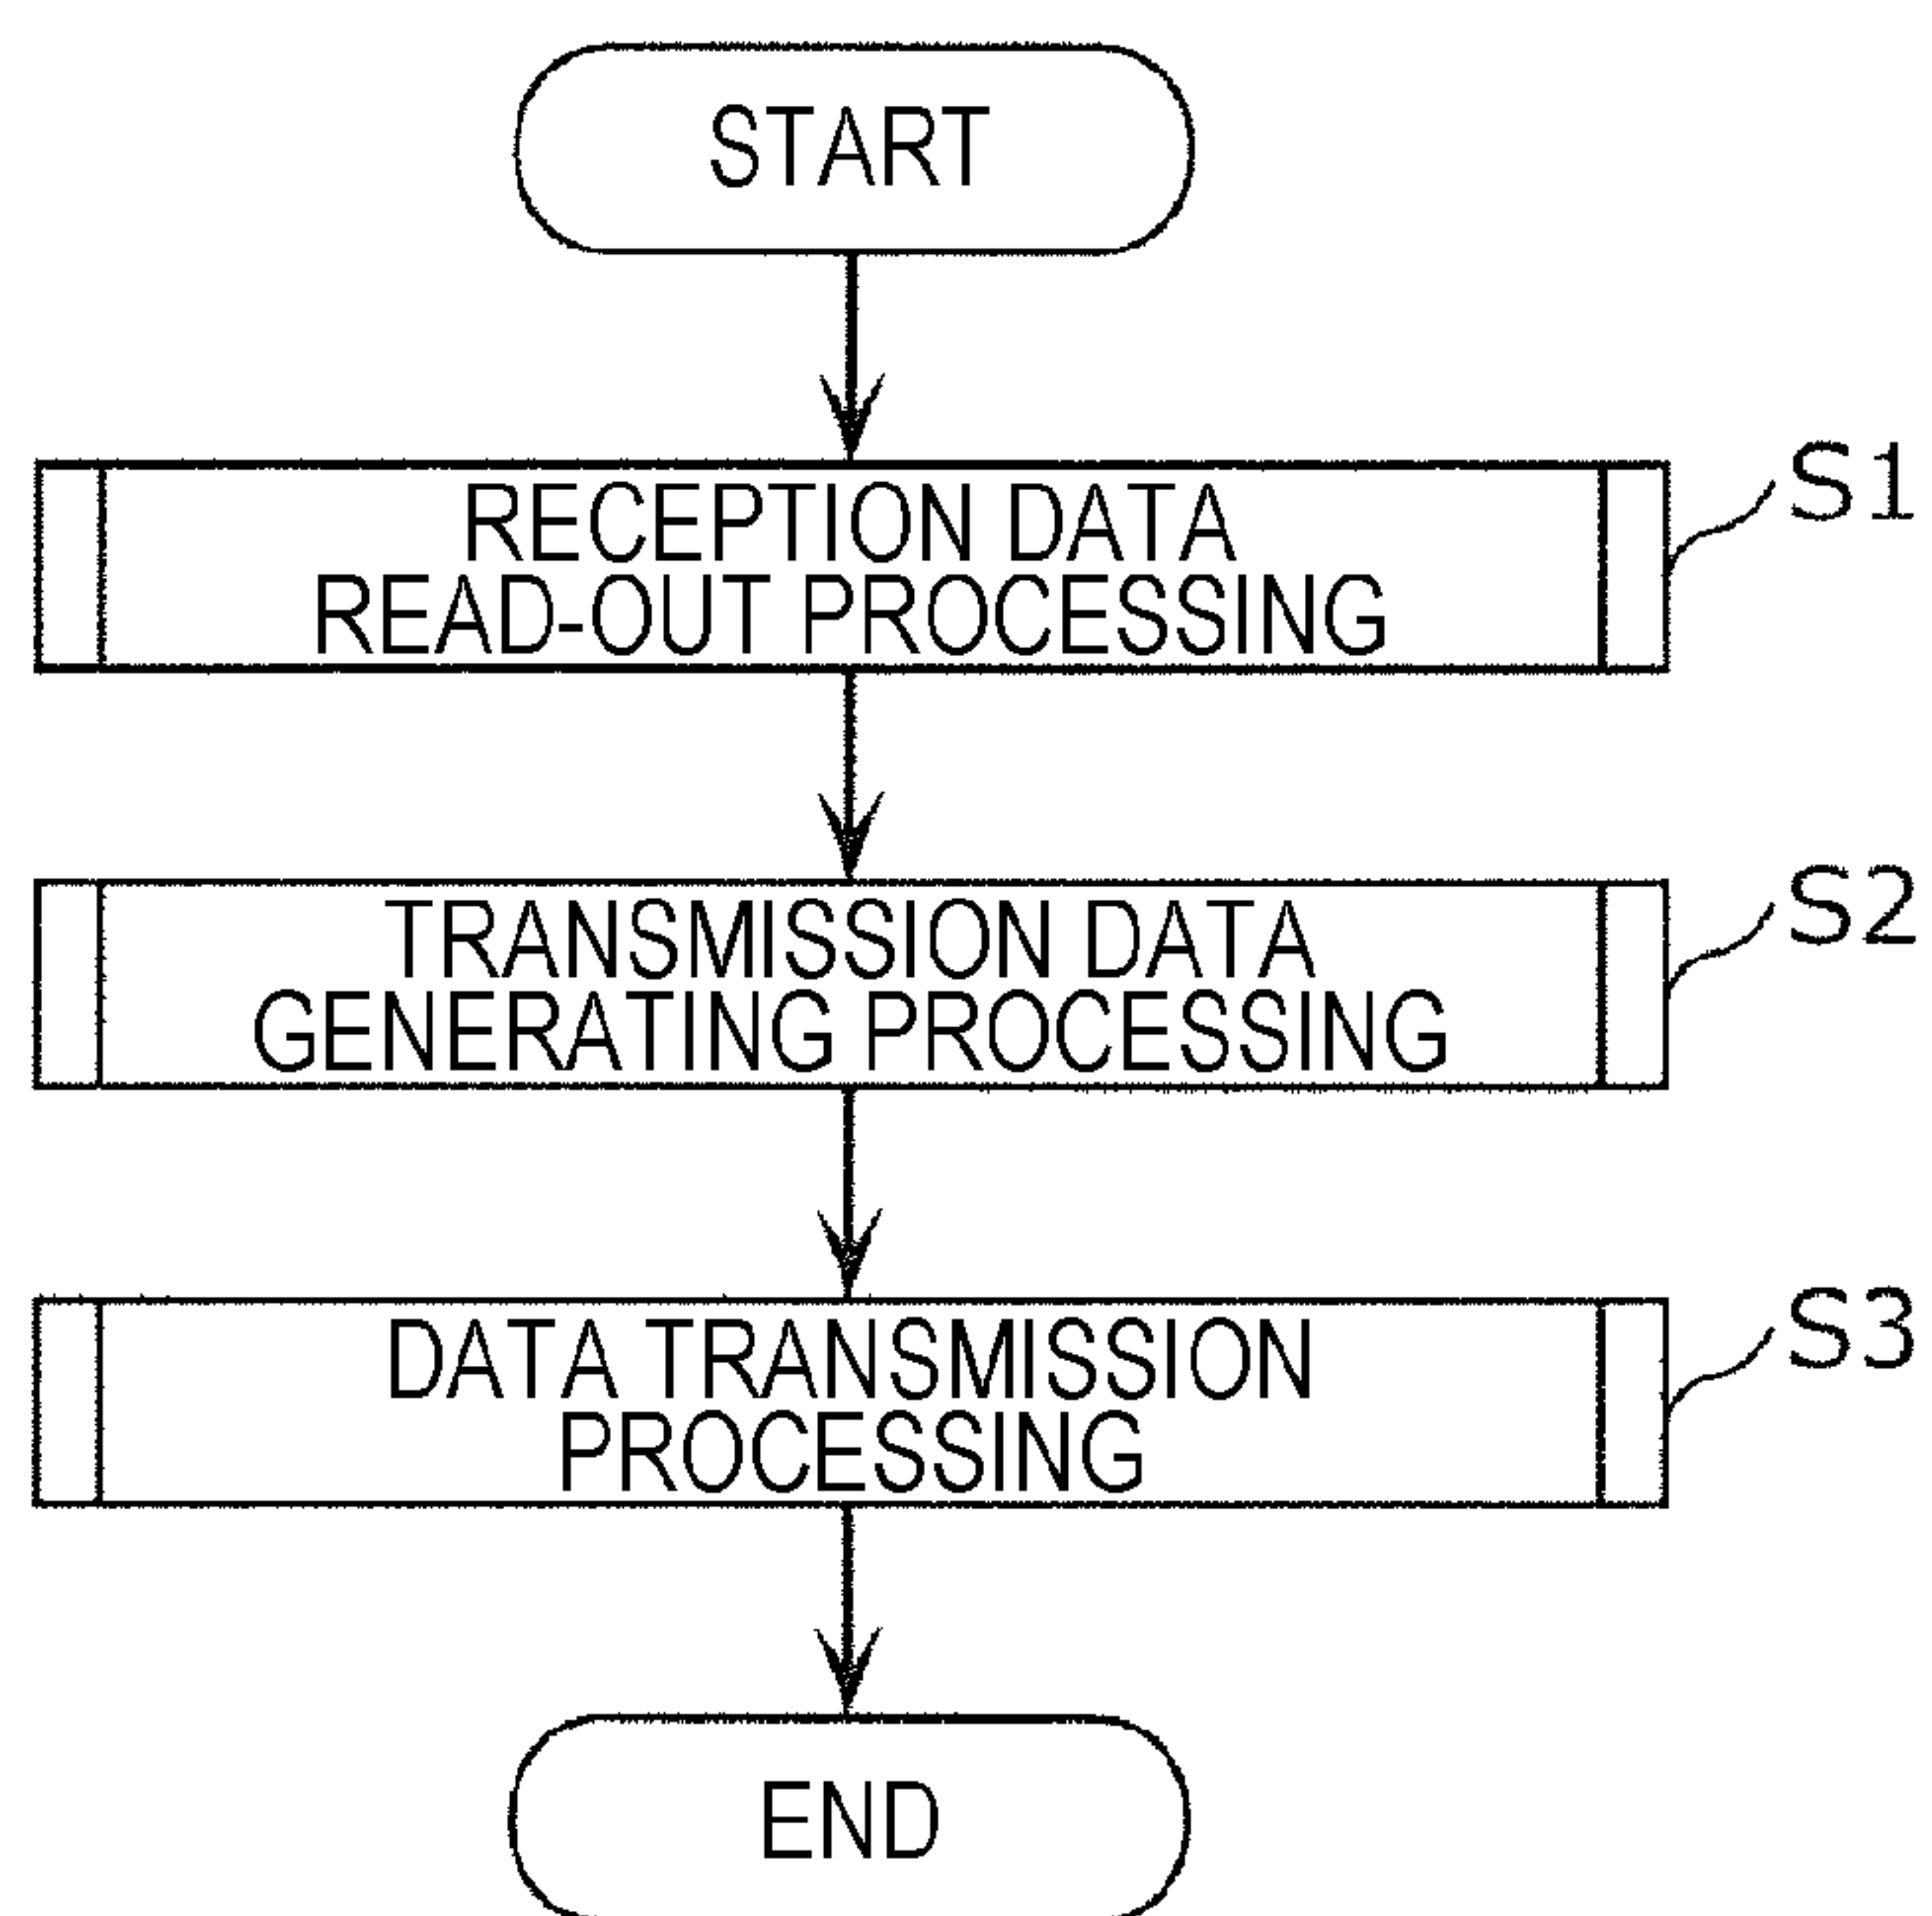 START
RECEPTION DATA
READ-OUT PROCESSING
S1
TRANSMISSION DATA
GENERATING PROCESSING
S2
DATA TRANSMISSION
PROCESSING
S3
END